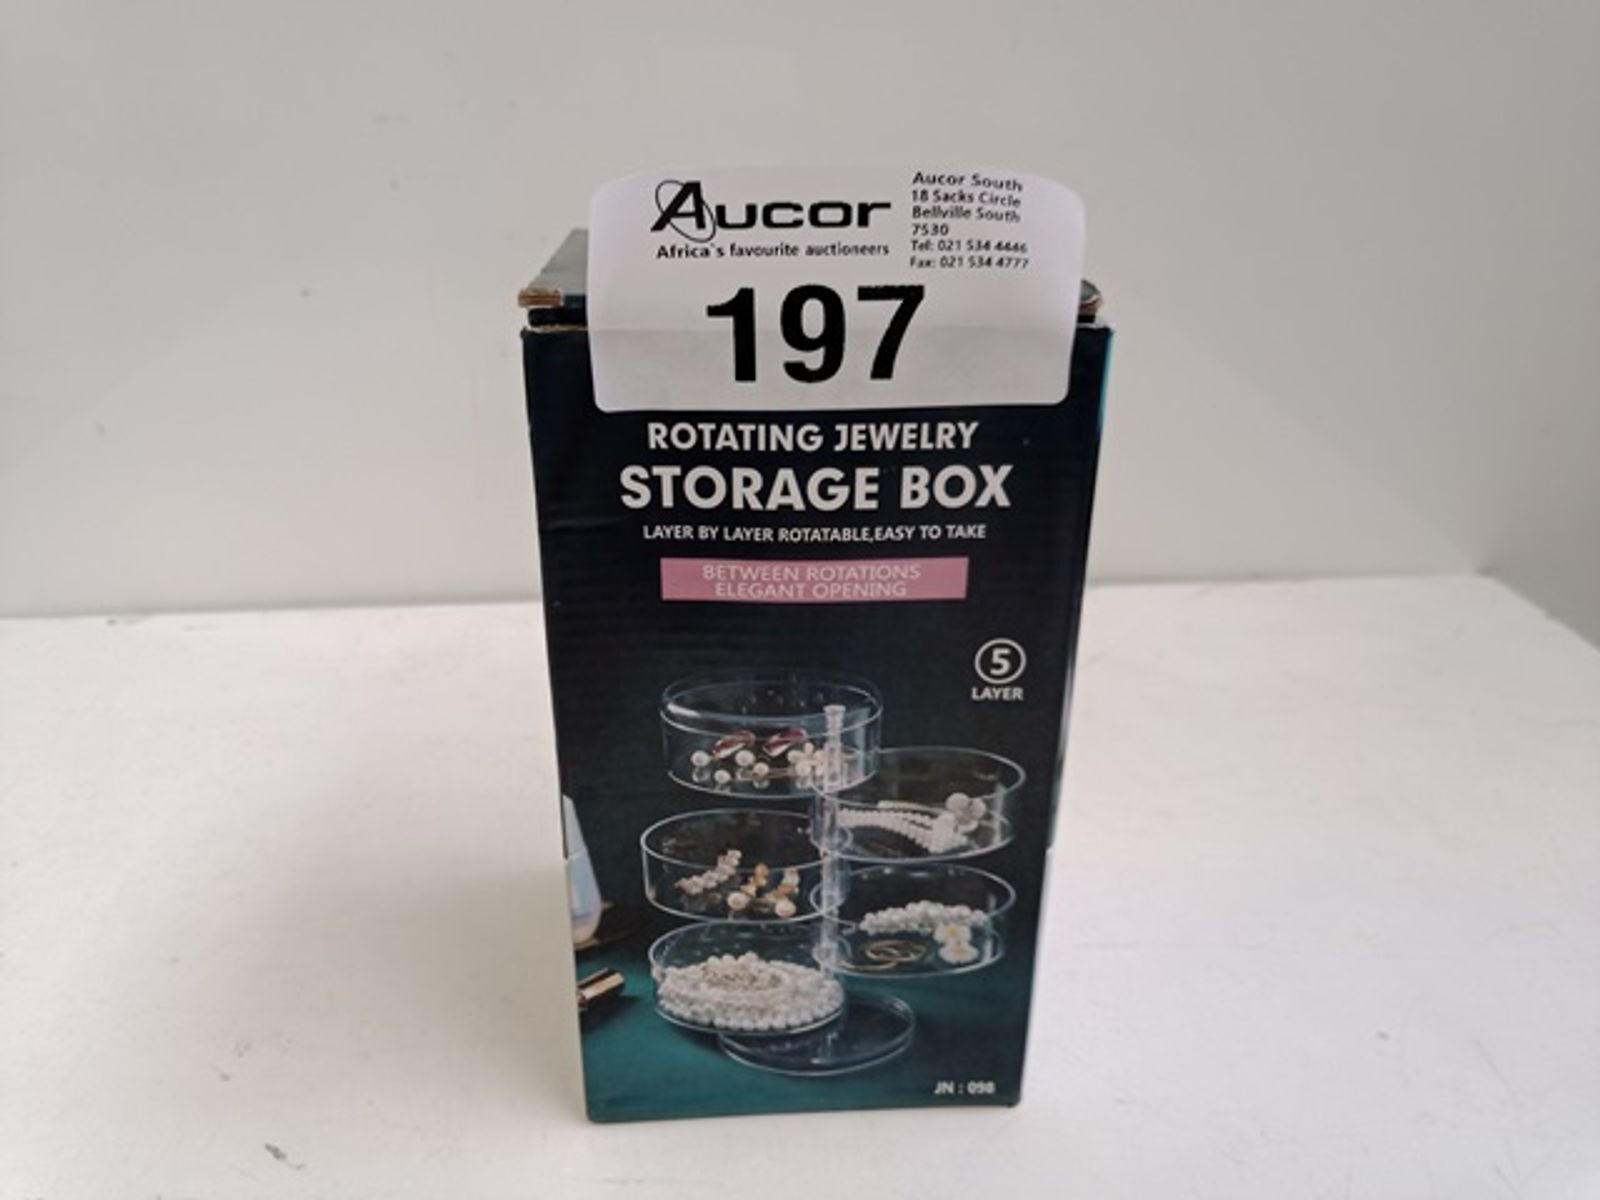 Aucor
Africa's favourite auctioneers
Aucor South
18 Sacks Circle
Bellville South
7530
Tel: 021 534 4446
Fax: 021 534 4777
197
ROTATING JEWELRY
STORAGE BOX
LAYER BY LAYER ROTATABLE,EASY TO TAKE
BETWEEN ROTATIONS
ELEGANT OPENING
5
LAYER
JN : 098